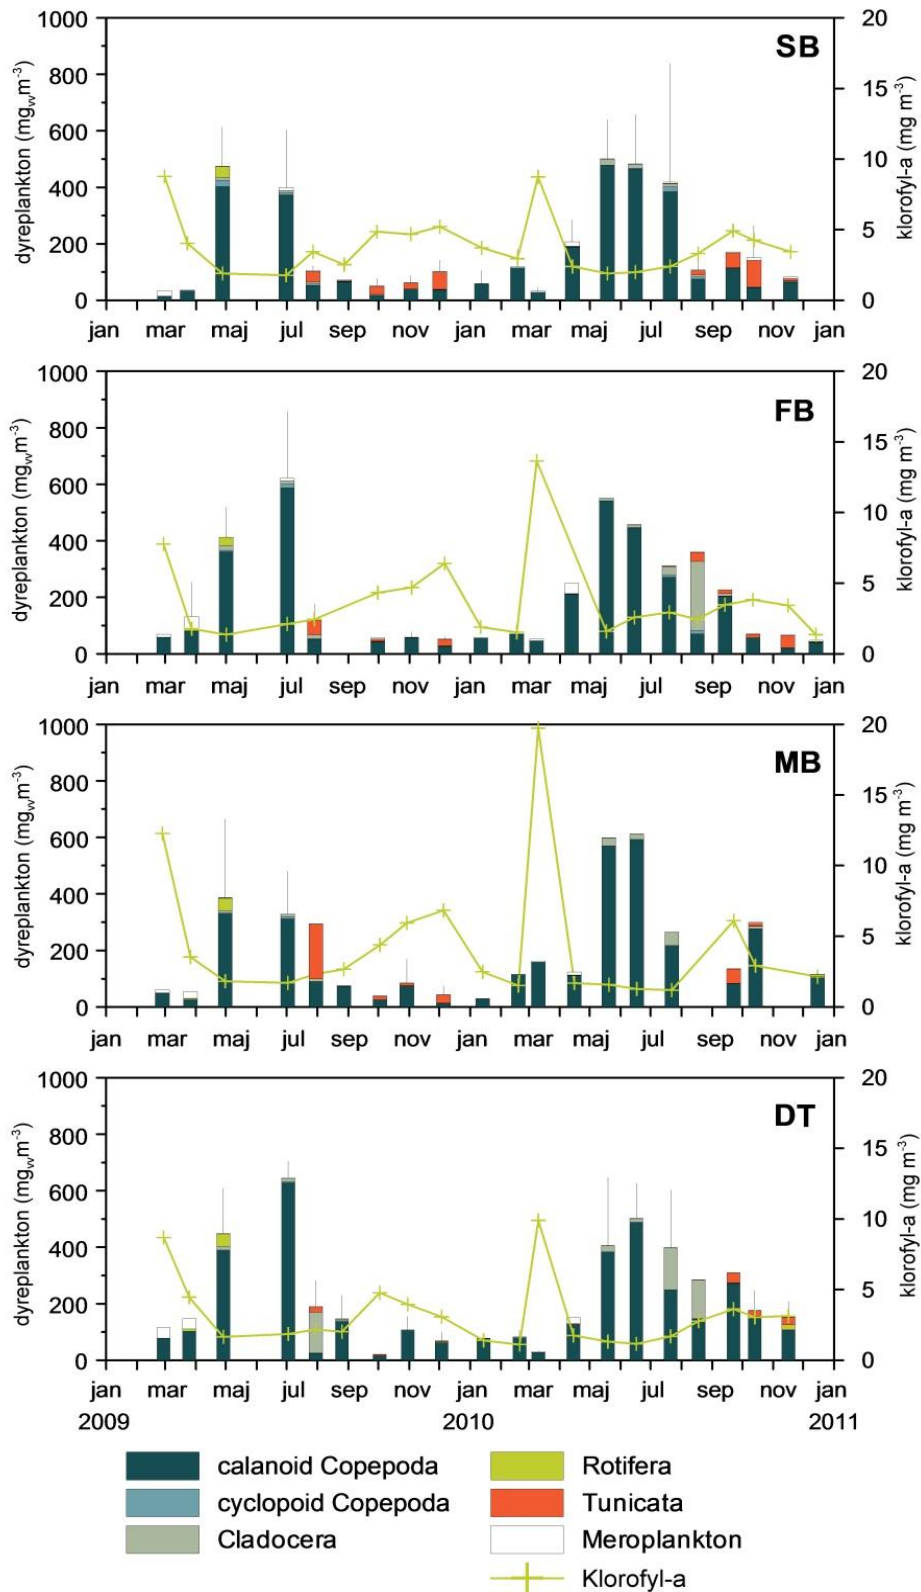 SB
dyreplankton (mgwm-3)
klorofyl-a (mg m-3)
1000
800
600
400
200
0
20
15
10
5
0
jan mar maj jul sep nov jan mar maj jul sep nov jan
FB
dyreplankton (mgwm-3)
klorofyl-a (mg m-3)
1000
800
600
400
200
0
20
15
10
5
0
jan mar maj jul sep nov jan mar maj jul sep nov jan
MB
dyreplankton (mgwm-3)
klorofyl-a (mg m-3)
1000
800
600
400
200
0
20
15
10
5
0
jan mar maj jul sep nov jan mar maj jul sep nov jan
DT
dyreplankton (mgwm-3)
klorofyl-a (mg m-3)
1000
800
600
400
200
0
20
15
10
5
0
jan mar maj jul sep nov jan mar maj jul sep nov jan
2009 2010 2011
calanoid Copepoda
cyclopoid Copepoda
Cladocera
Rotifera
Tunicata
Meroplankton
Klorofyl-a